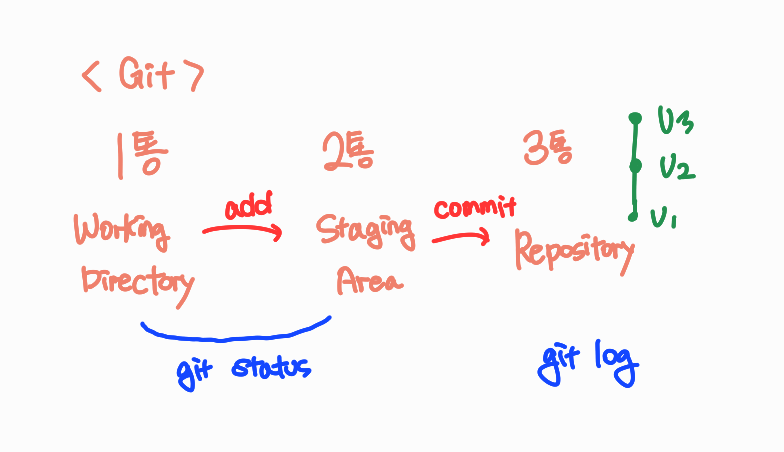 < Git >
1통 2통 3통
v3
v2
v1
add commit
Working Staging Repository
Directory Area
git status git log